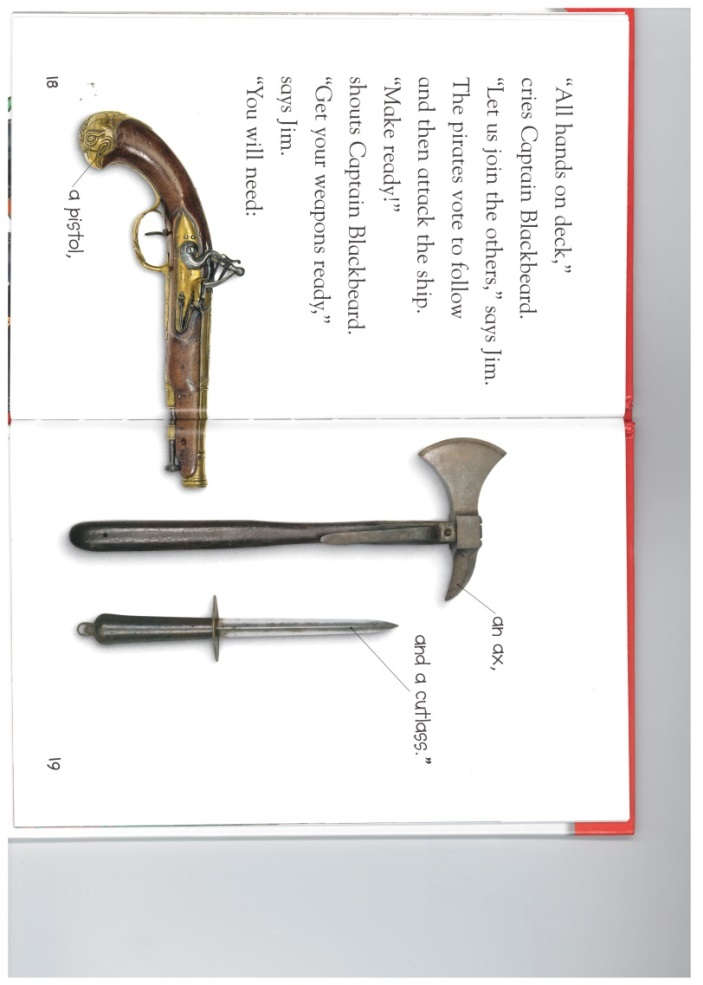 “All hands on deck,”
cries Captain Blackbeard.
“Let us join the others,” says Jim.
The pirates vote to follow
and then attack the ship.
“Make ready!”
shouts Captain Blackbeard.
“Get your weapons ready,”
says Jim.
“You will need:
a pistol,
18
an ax,
and a cutlass.”
19